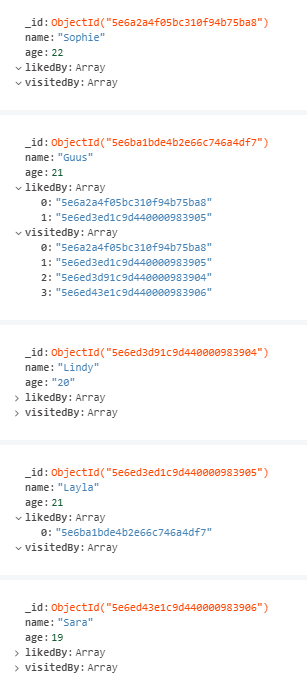 _id: ObjectId("5e6a2a4f05bc310f94b75ba8")
name: "Sophie"
age: 22
likedBy: Array
visitedBy: Array
_id: ObjectId("5e6ba1bde4b2e66c746a4df7")
name: "Guus"
age: 21
likedBy: Array
0: "5e6a2a4f05bc310f94b75ba8"
1: "5e6ed3ed1c9d440000983905"
visitedBy: Array
0: "5e6a2a4f05bc310f94b75ba8"
1: "5e6ed3ed1c9d440000983905"
2: "5e6ed3d91c9d440000983904"
3: "5e6ed43e1c9d440000983906"
_id: ObjectId("5e6ed3d91c9d440000983904")
name: "Lindy"
age: "20"
likedBy: Array
visitedBy: Array
_id: ObjectId("5e6ed3ed1c9d440000983905")
name: "Layla"
age: 21
likedBy: Array
0: "5e6ba1bde4b2e66c746a4df7"
visitedBy: Array
_id: ObjectId("5e6ed43e1c9d440000983906")
name: "Sara"
age: 19
likedBy: Array
visitedBy: Array